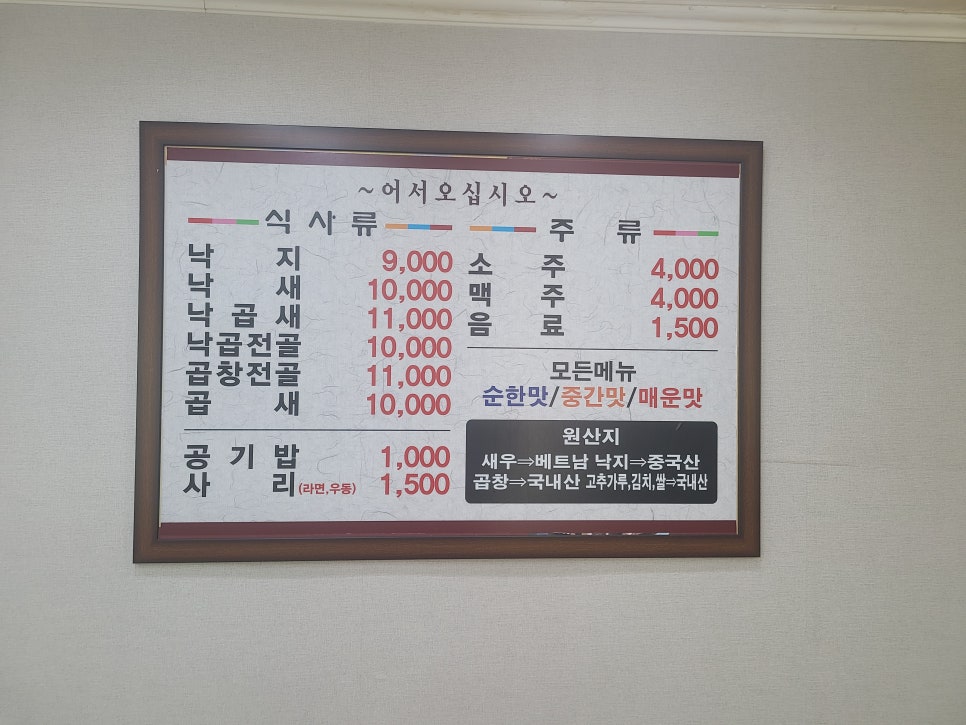 ~어서오십시오~
식사류
낙지 9,000
낙새 10,000
낙곱새 11,000
낙곱전골 10,000
곱창전골 11,000
곱새 10,000
공기밥 1,000
사리(라면,우동) 1,500
주류
소주 4,000
맥주 4,000
음료 1,500
모든메뉴
순한맛/중간맛/매운맛
원산지
새우⇒베트남 낙지⇒중국산
곱창⇒국내산 고추가루,김치,쌀⇒국내산